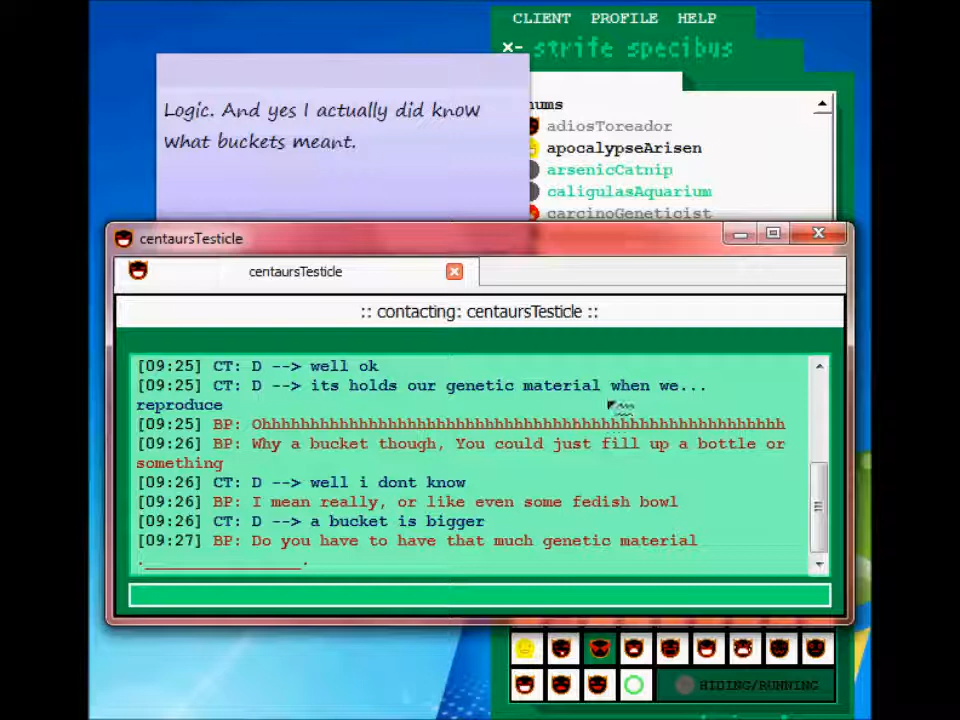 CLIENT PROFILE HELP
x- strife specibus
Logic. And yes I actually did know
what buckets meant.
hums
adiosToreador
apocalypseArisen
arsenicCatnip
caligulasAquarium
carcinoGeneticist
centaursTesticle
centaursTesticle
:: contacting: centaursTesticle ::
[09:25] CT: D --> well ok
[09:25] CT: D --> its holds our genetic material when we...
reproduce
[09:25] BP: Ohhhhhhhhhhhhhhhhhhhhhhhhhhhhhhhhhhhhhhhhhhhhhhhhhhhhhh
[09:26] BP: Why a bucket though, You could just fill up a bottle or
something
[09:26] CT: D --> well i dont know
[09:26] BP: I mean really, or like even some fedish bowl
[09:26] CT: D --> a bucket is bigger
[09:27] BP: Do you have to have that much genetic material
.________________.
HIDING/RUNNING